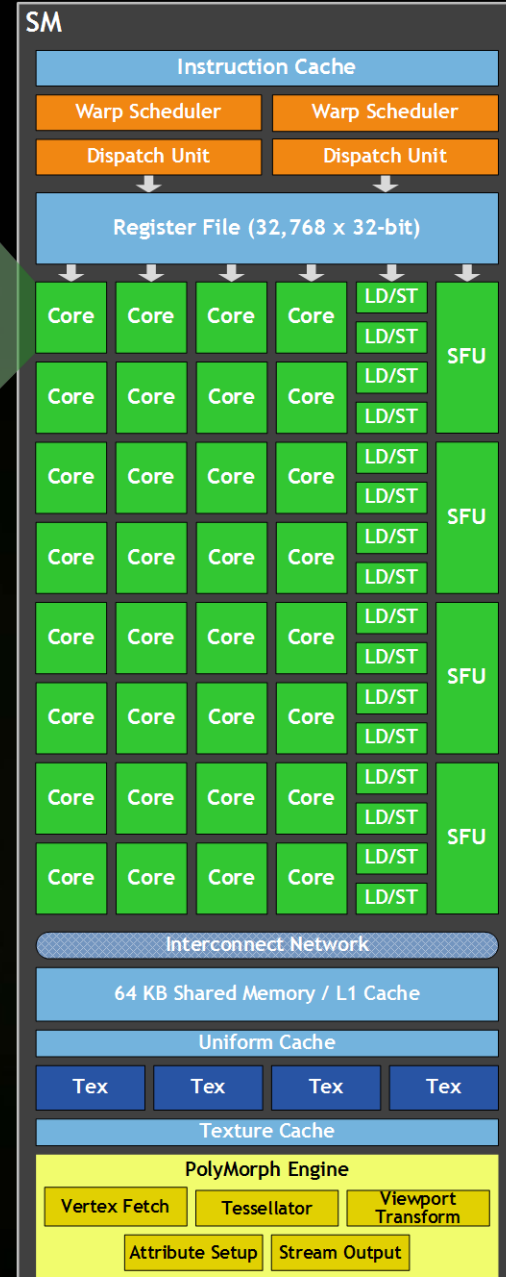 SM
Instruction Cache
Warp Scheduler Warp Scheduler
Dispatch Unit Dispatch Unit
Register File (32,768 x 32-bit)
LD/ST
Core Core Core Core
LD/ST
SFU
LD/ST
Core Core Core Core
LD/ST
LD/ST
Core Core Core Core
LD/ST
SFU
LD/ST
Core Core Core Core
LD/ST
LD/ST
Core Core Core Core
LD/ST
SFU
LD/ST
Core Core Core Core
LD/ST
LD/ST
Core Core Core Core
LD/ST
SFU
LD/ST
Core Core Core Core
LD/ST
Interconnect Network
64 KB Shared Memory / L1 Cache
Uniform Cache
Tex Tex Tex Tex
Texture Cache
PolyMorph Engine
Vertex Fetch Tessellator Viewport
Transform
Attribute Setup Stream Output